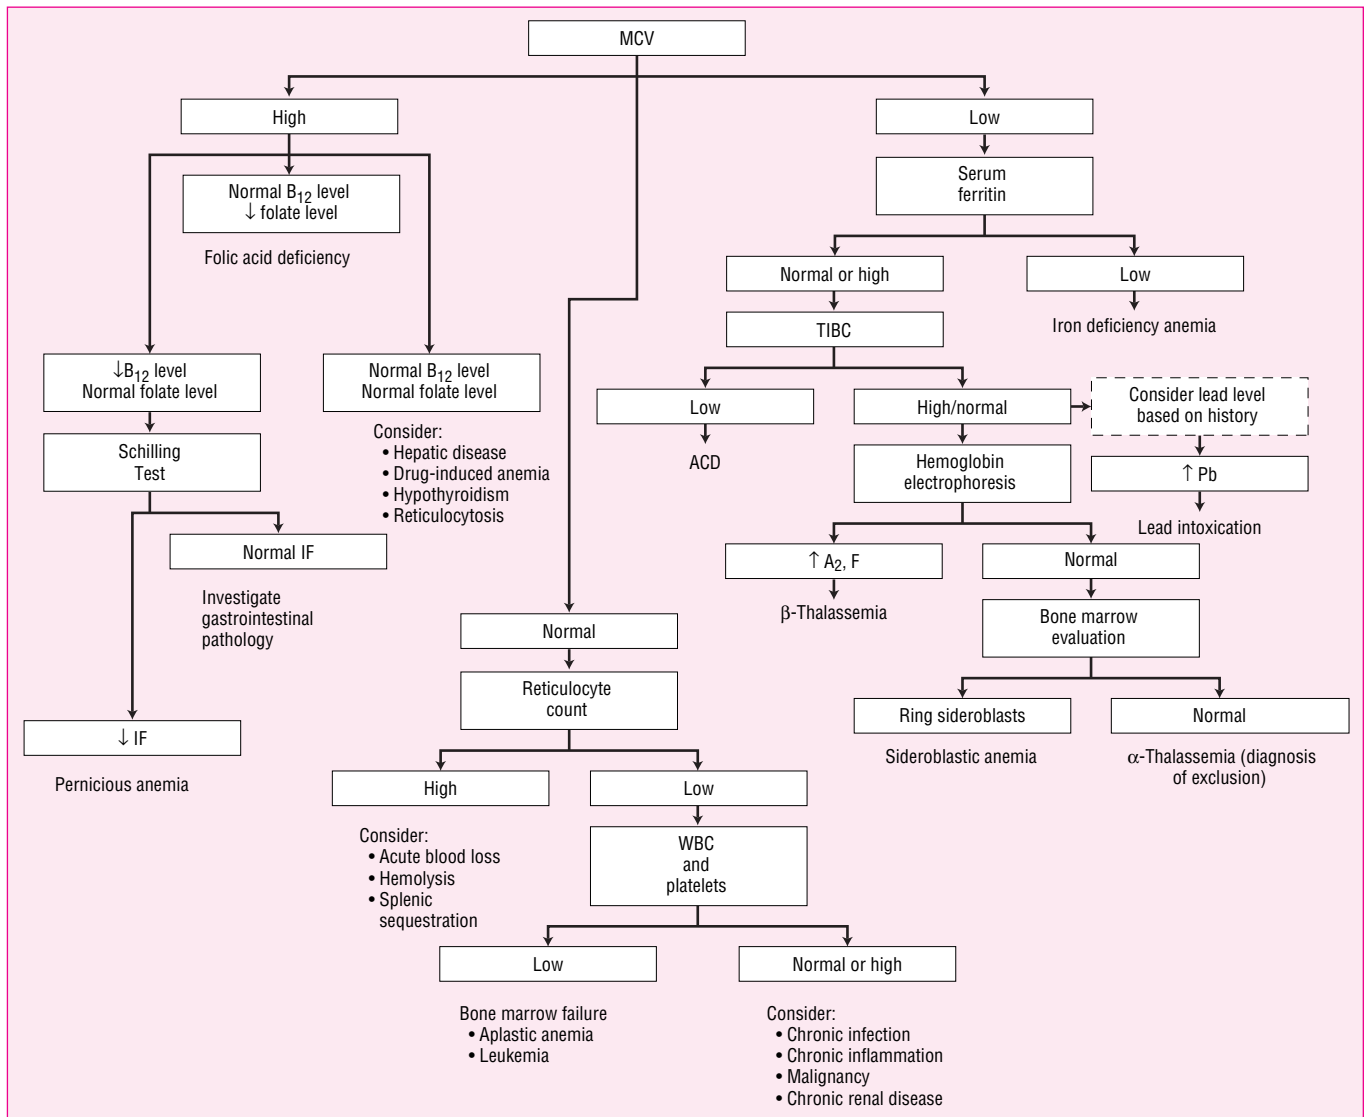 MCV
High
Low
Normal B12 level
↓ folate level
Folic acid deficiency
Serum
ferritin
Normal or high
Low
Iron deficiency anemia
TIBC
↓B12 level
Normal folate level
Normal B12 level
Normal folate level
Low
High/normal
Consider lead level
based on history
ACD
Schilling
Test
Consider:
• Hepatic disease
• Drug-induced anemia
• Hypothyroidism
• Reticulocytosis
Hemoglobin
electrophoresis
↑ Pb
Lead intoxication
Normal IF
Investigate
gastrointestinal
pathology
↑ A2, F
β-Thalassemia
Normal
Bone marrow
evaluation
Normal
Reticulocyte
count
Ring sideroblasts
Sideroblastic anemia
Normal
α-Thalassemia (diagnosis
of exclusion)
↓ IF
Pernicious anemia
High
Low
Consider:
• Acute blood loss
• Hemolysis
• Splenic
sequestration
WBC
and
platelets
Low
Normal or high
Bone marrow failure
• Aplastic anemia
• Leukemia
Consider:
• Chronic infection
• Chronic inflammation
• Malignancy
• Chronic renal disease